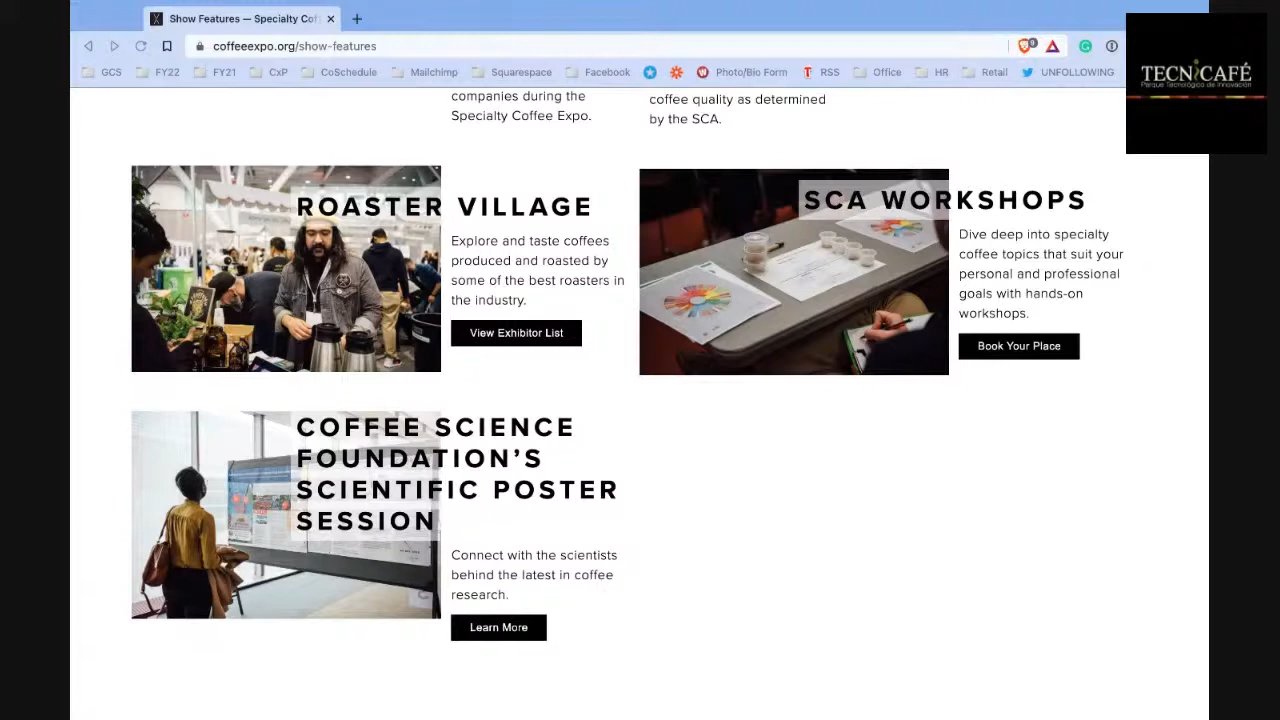 Show Features — Specialty Cof
coffeeexpo.org/show-features
GCS
FY22
FY21
CxP
CoSchedule
Mailchimp
Squarespace
Facebook
Photo/Bio Form
RSS
Office
HR
Retail
UNFOLLOWING
TECNiCAFÉ
Parque Tecnológico de Innovación
companies during the
Specialty Coffee Expo.
coffee quality as determined
by the SCA.
ROASTER VILLAGE
Explore and taste coffees
produced and roasted by
some of the best roasters in
the industry.
View Exhibitor List
SCA WORKSHOPS
Dive deep into specialty
coffee topics that suit your
personal and professional
goals with hands-on
workshops.
Book Your Place
COFFEE SCIENCE
FOUNDATION'S
SCIENTIFIC POSTER
SESSION
Connect with the scientists
behind the latest in coffee
research.
Learn More